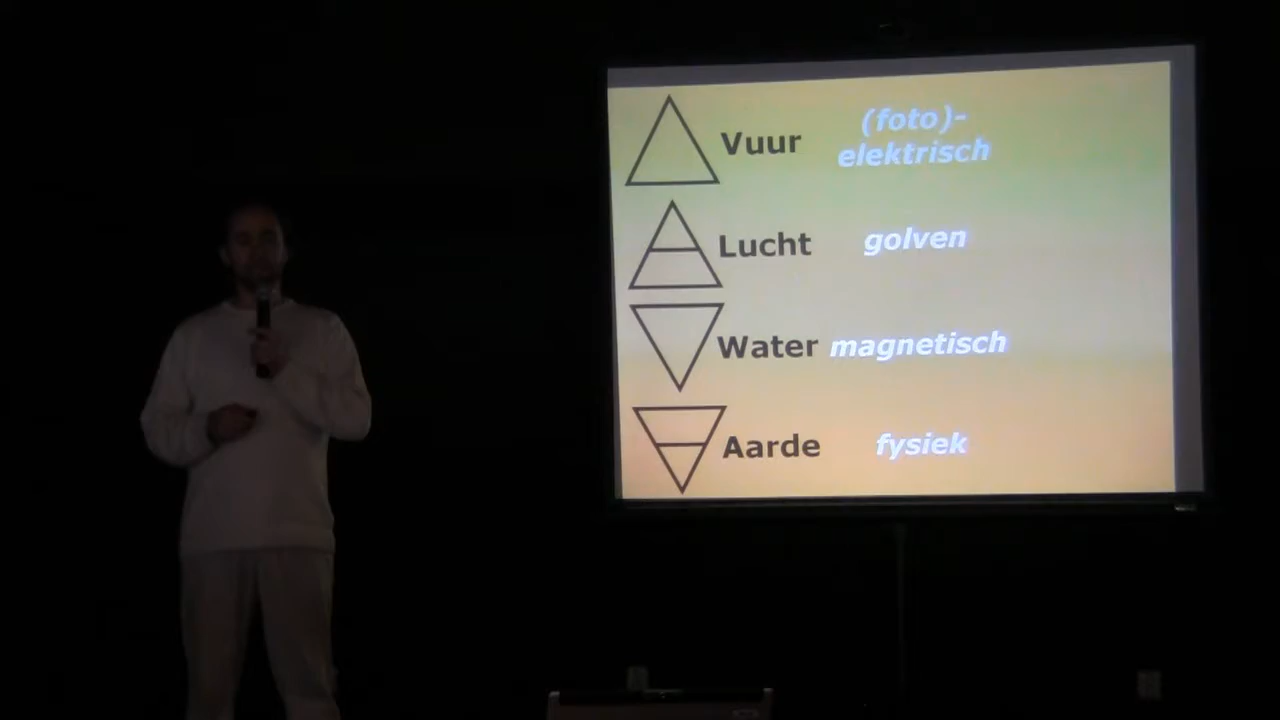 Vuur
(foto)-
elektrisch
Lucht golven
Water magnetisch
Aarde fysiek